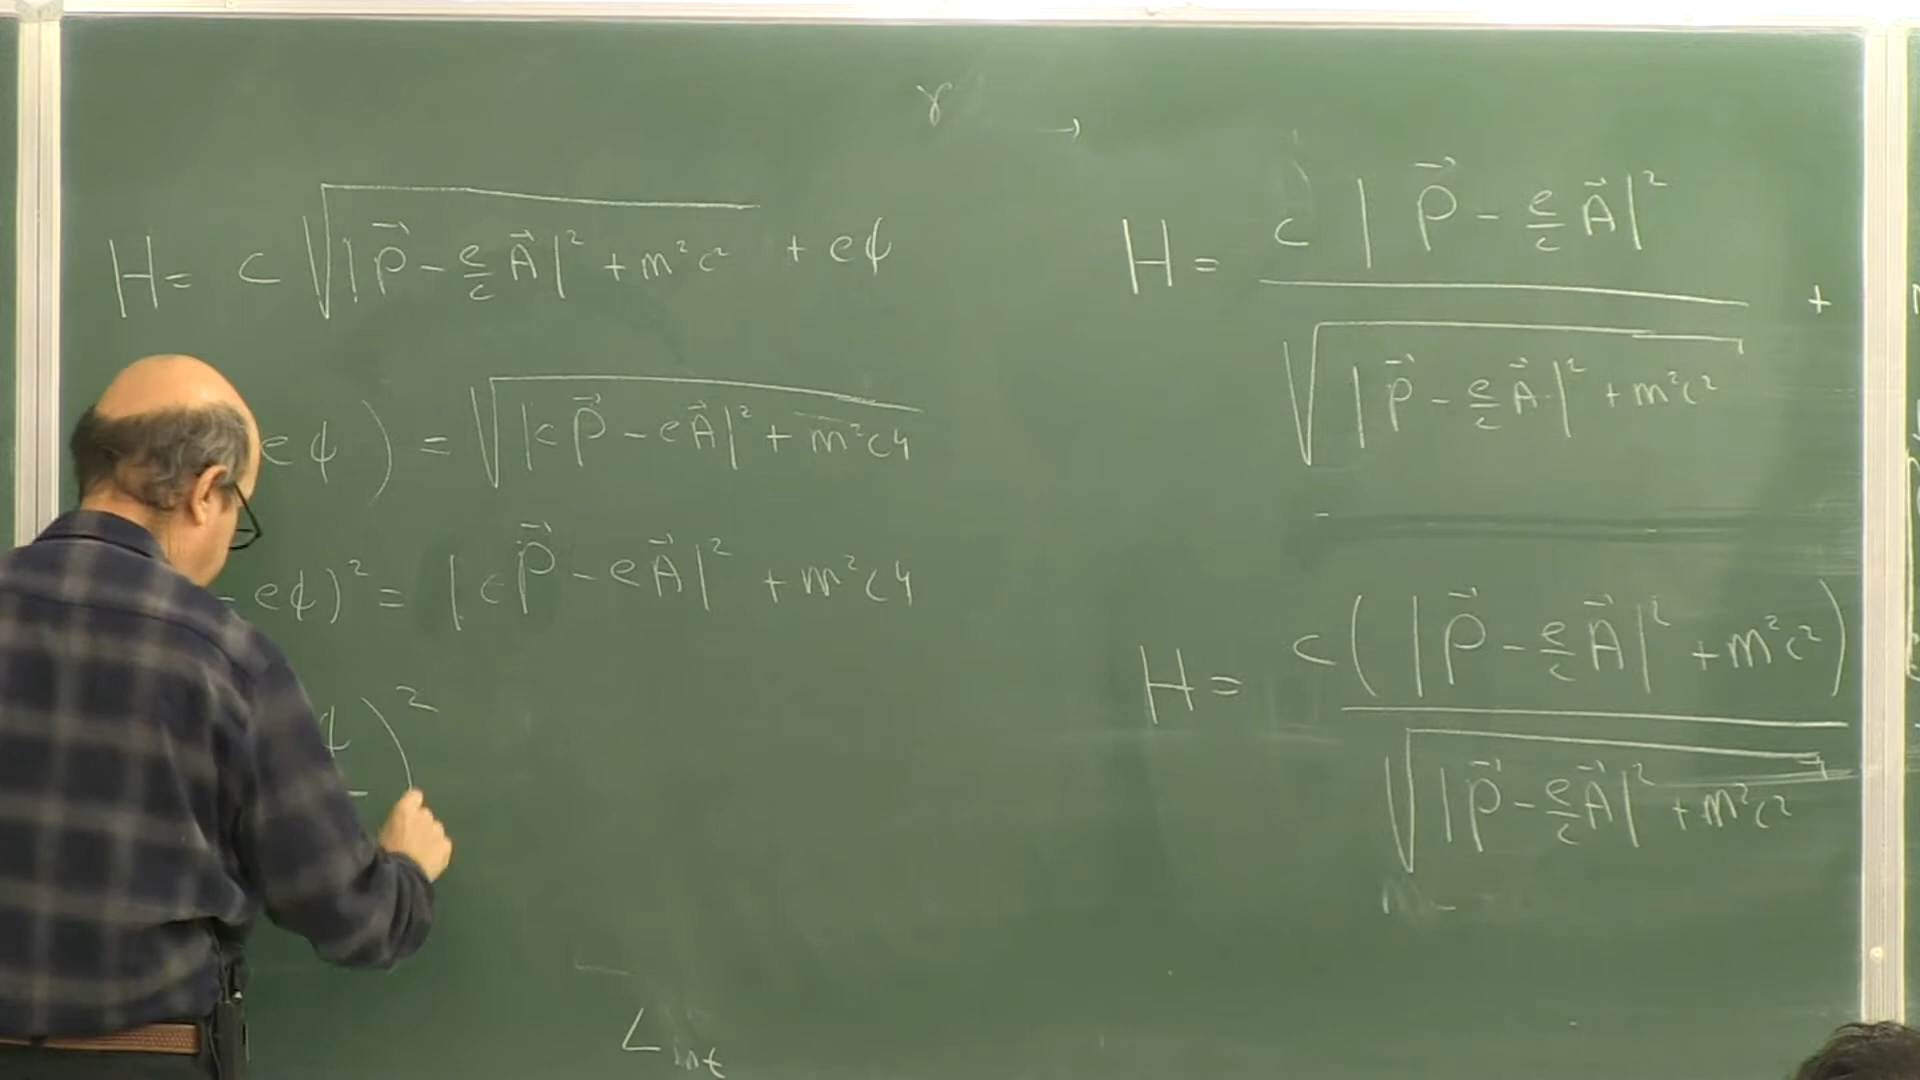 γ →
H = c √(|P⃗ - e/c A⃗|² + m²c²) + eϕ
eϕ) = √(|cP⃗ - eA⃗|² + m²c4)
- eϕ)² = |cP⃗ - eA⃗|² + m²c4
ϕ)²
L int
H = c |P⃗ - e/c A⃗|² / √(|P⃗ - e/c A⃗|² + m²c²) +
H = c(|P⃗ - e/c A⃗|² + m²c²) / √(|P⃗ - e/c A⃗|² + m²c²)